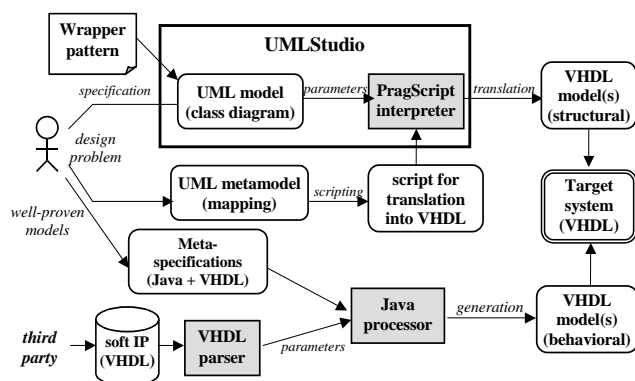 Wrapper
pattern
UMLStudio
specification
UML model
(class diagram)
parameters
PragScript
interpreter
translation
VHDL
model(s)
(structural)
design
problem
UML metamodel
(mapping)
scripting
script for
translation
into VHDL
Target
system
(VHDL)
well-proven
models
Meta-
specifications
(Java + VHDL)
Java
processor
generation
VHDL
model(s)
(behavioral)
third
party
soft IP
(VHDL)
VHDL
parser
parameters